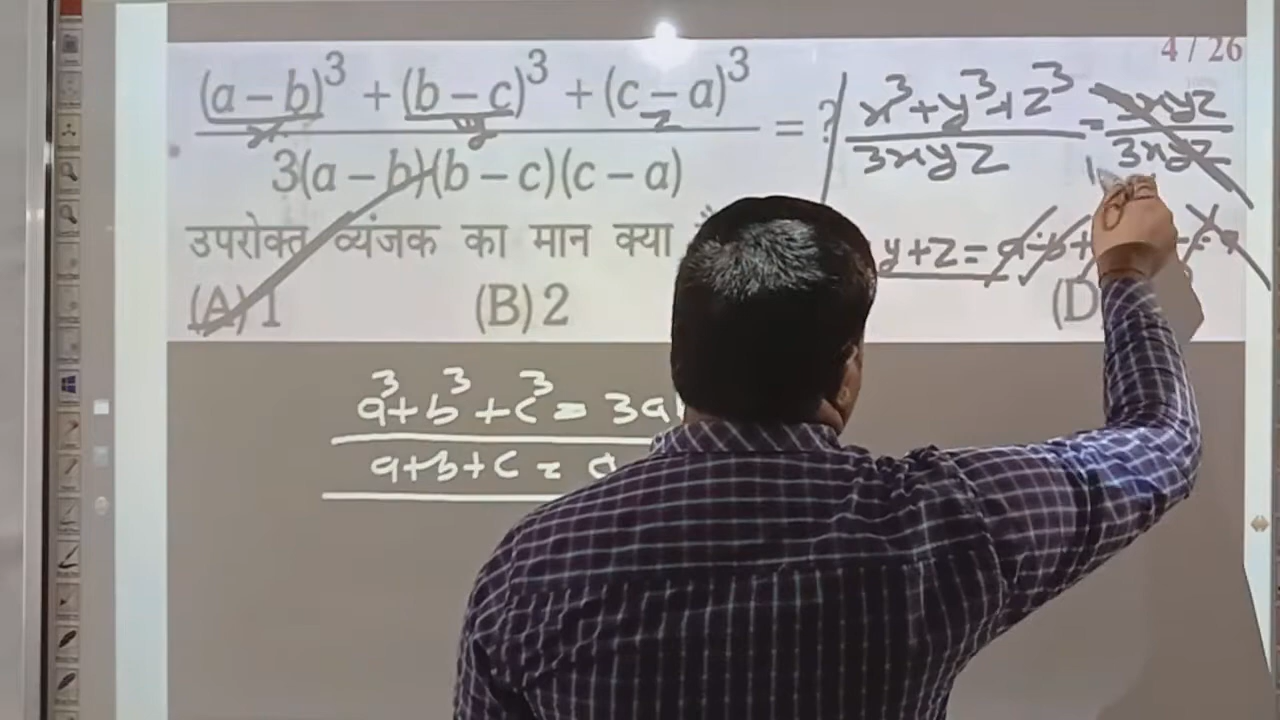 4 / 26
(a – b)³ + (b – c)³ + (c – a)³
x y z
3(a – b)(b – c)(c – a)
= ?
x³+y³+z³ = 3xyz
3xyz 3xyz
उपरोक्त व्यंजक का मान क्या
y+z=
(A) 1 (B) 2 (D
a³+b³+c³ = 3a
a+b+c =